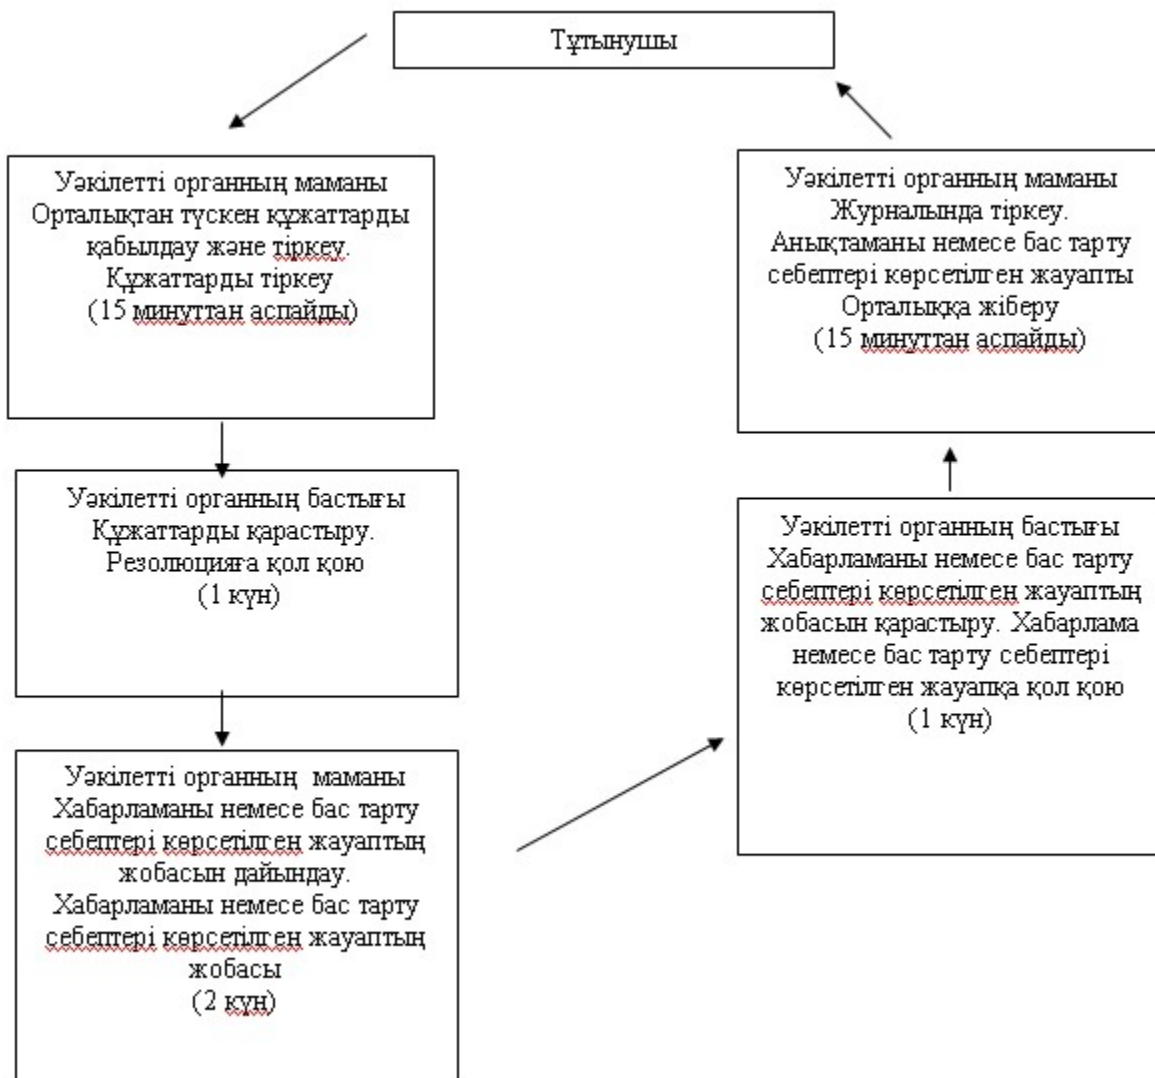 Тұтынушы
Уәкілетті органның маманы
Орталықтан түскен құжаттарды
қабылдау және тіркеу.
Құжаттарды тіркеу
(15 минуттан аспайды)
Уәкілетті органның бастығы
Құжаттарды қарастыру.
Резолюцияға қол қою
(1 күн)
Уәкілетті органның маманы
Хабарламаны немесе бас тарту
себептері көрсетілген жауаптың
жобасын дайындау.
Хабарламаны немесе бас тарту
себептері көрсетілген жауаптың
жобасы
(2 күн)
Уәкілетті органның бастығы
Хабарламаны немесе бас тарту
себептері көрсетілген жауаптың
жобасын қарастыру. Хабарлама
немесе бас тарту себептері
көрсетілген жауапқа қол қою
(1 күн)
Уәкілетті органның маманы
Журналында тіркеу.
Анықтаманы немесе бас тарту
себептері көрсетілген жауапты
Орталыққа жіберу
(15 минуттан аспайды)